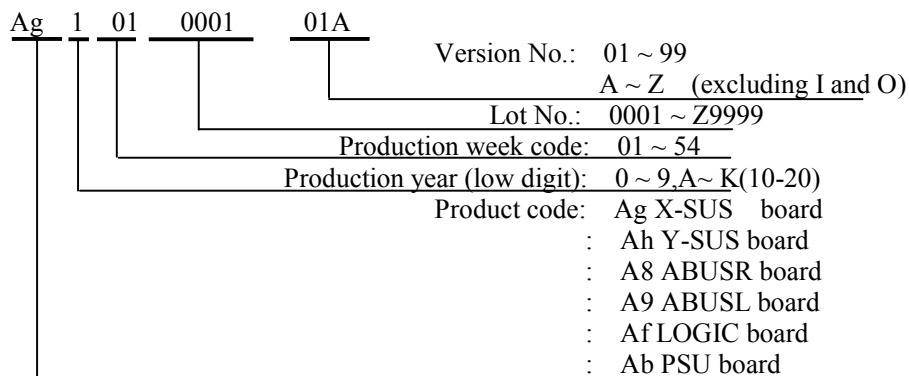 Ag 1 01 0001 01A
Version No.: 01 ~ 99
A ~ Z (excluding I and O)
Lot No.: 0001 ~ Z9999
Production week code: 01 ~ 54
Production year (low digit): 0 ~ 9,A~ K(10-20)
Product code: Ag X-SUS board
: Ah Y-SUS board
: A8 ABUSR board
: A9 ABUSL board
: Af LOGIC board
: Ab PSU board